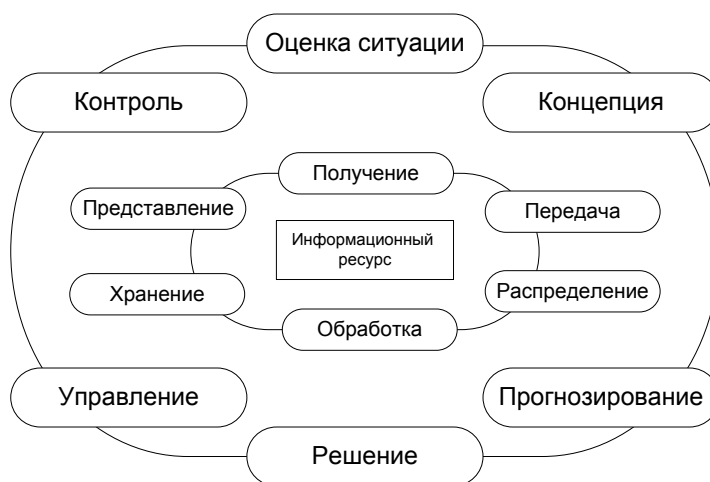 Оценка ситуации
Контроль
Концепция
Получение
Представление
Передача
Информационный
ресурс
Хранение
Распределение
Обработка
Управление
Прогнозирование
Решение